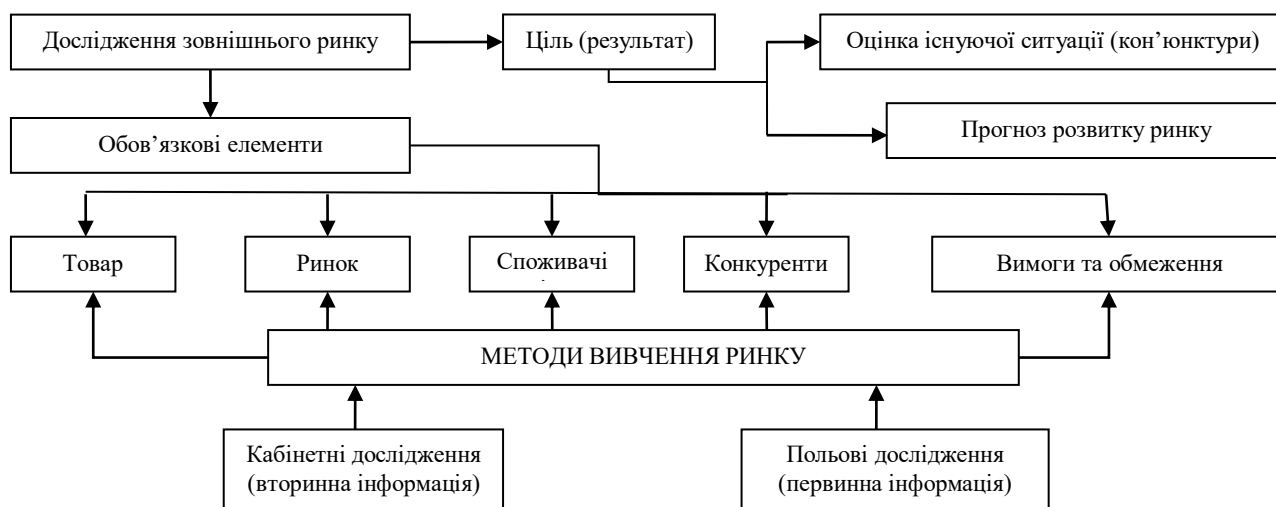 Дослідження зовнішнього ринку
Ціль (результат)
Оцінка існуючої ситуації (кон’юнктури)
Прогноз розвитку ринку
Обов’язкові елементи
Товар
Ринок
Споживачі
Конкуренти
Вимоги та обмеження
МЕТОДИ ВИВЧЕННЯ РИНКУ
Кабінетні дослідження
(вторинна інформація)
Польові дослідження
(первинна інформація)